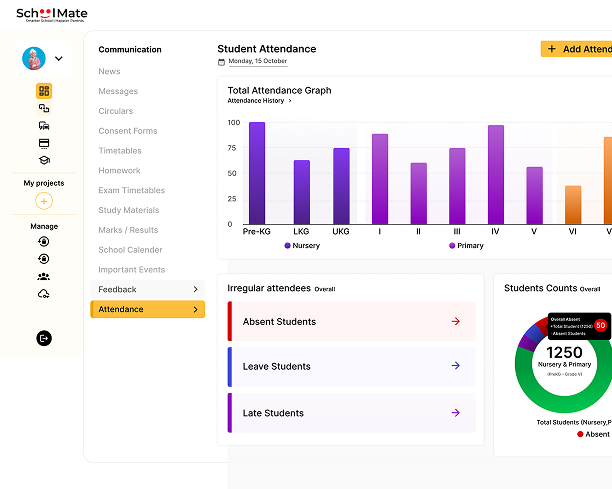 SchoolMate
Smarter School | Happier Parents
My projects
Manage
Communication
News
Messages
Circulars
Consent Forms
Timetables
Homework
Exam Timetables
Study Materials
Marks / Results
School Calender
Important Events
Feedback
Attendance
Student Attendance
Monday, 15 October
+ Add Attend
Total Attendance Graph
Attendance History >
100
75
50
25
0
Pre-KG LKG UKG I II III IV V VI V
Nursery Primary
Irregular attendees Overall
Absent Students
Leave Students
Late Students
Students Counts Overall
Overall Absent
Total Student (1250)
Absent Students
50
1250
Nursery & Primary
(PreKG - Grade V)
Total Students (Nursery,P
Absent